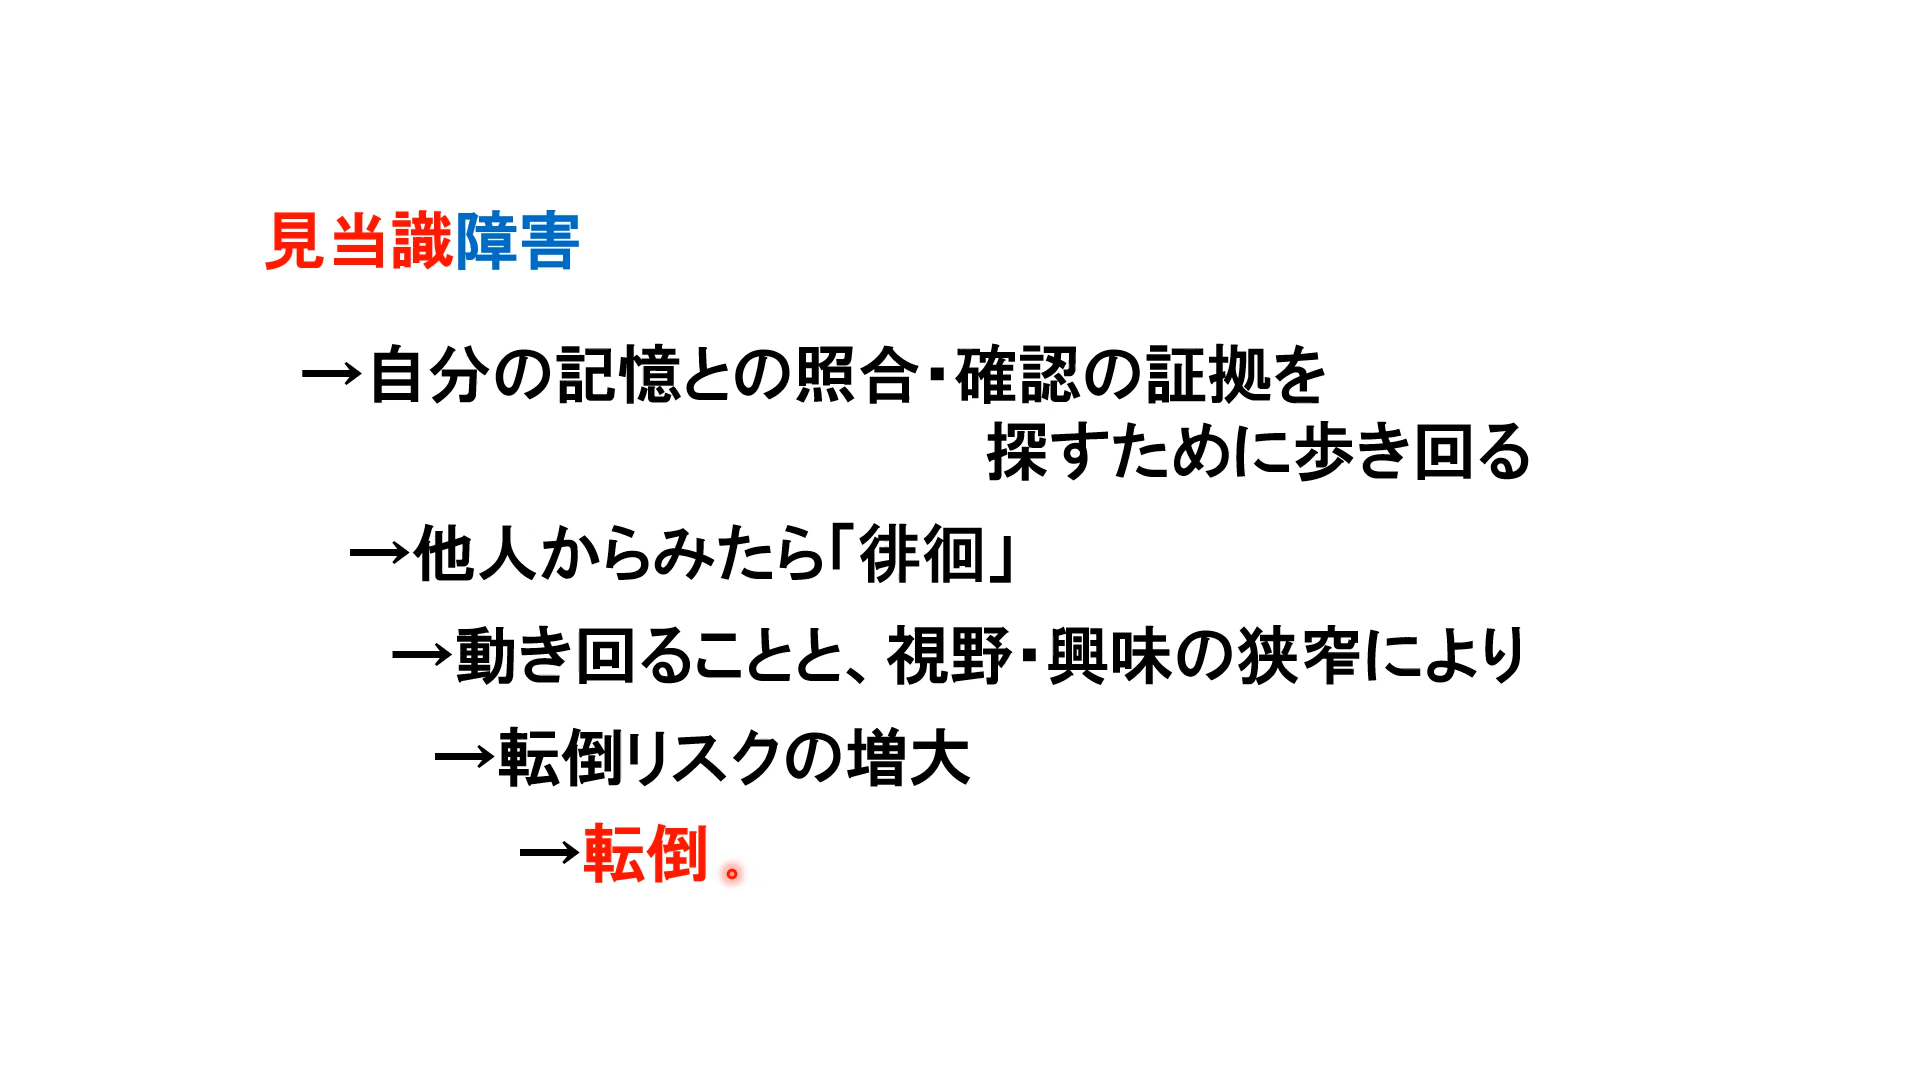 見当識障害
→自分の記憶との照合・確認の証拠を
探すために歩き回る
→他人からみたら「徘徊」
→動き回ることと、視野・興味の狭窄により
→転倒リスクの増大
→転倒。